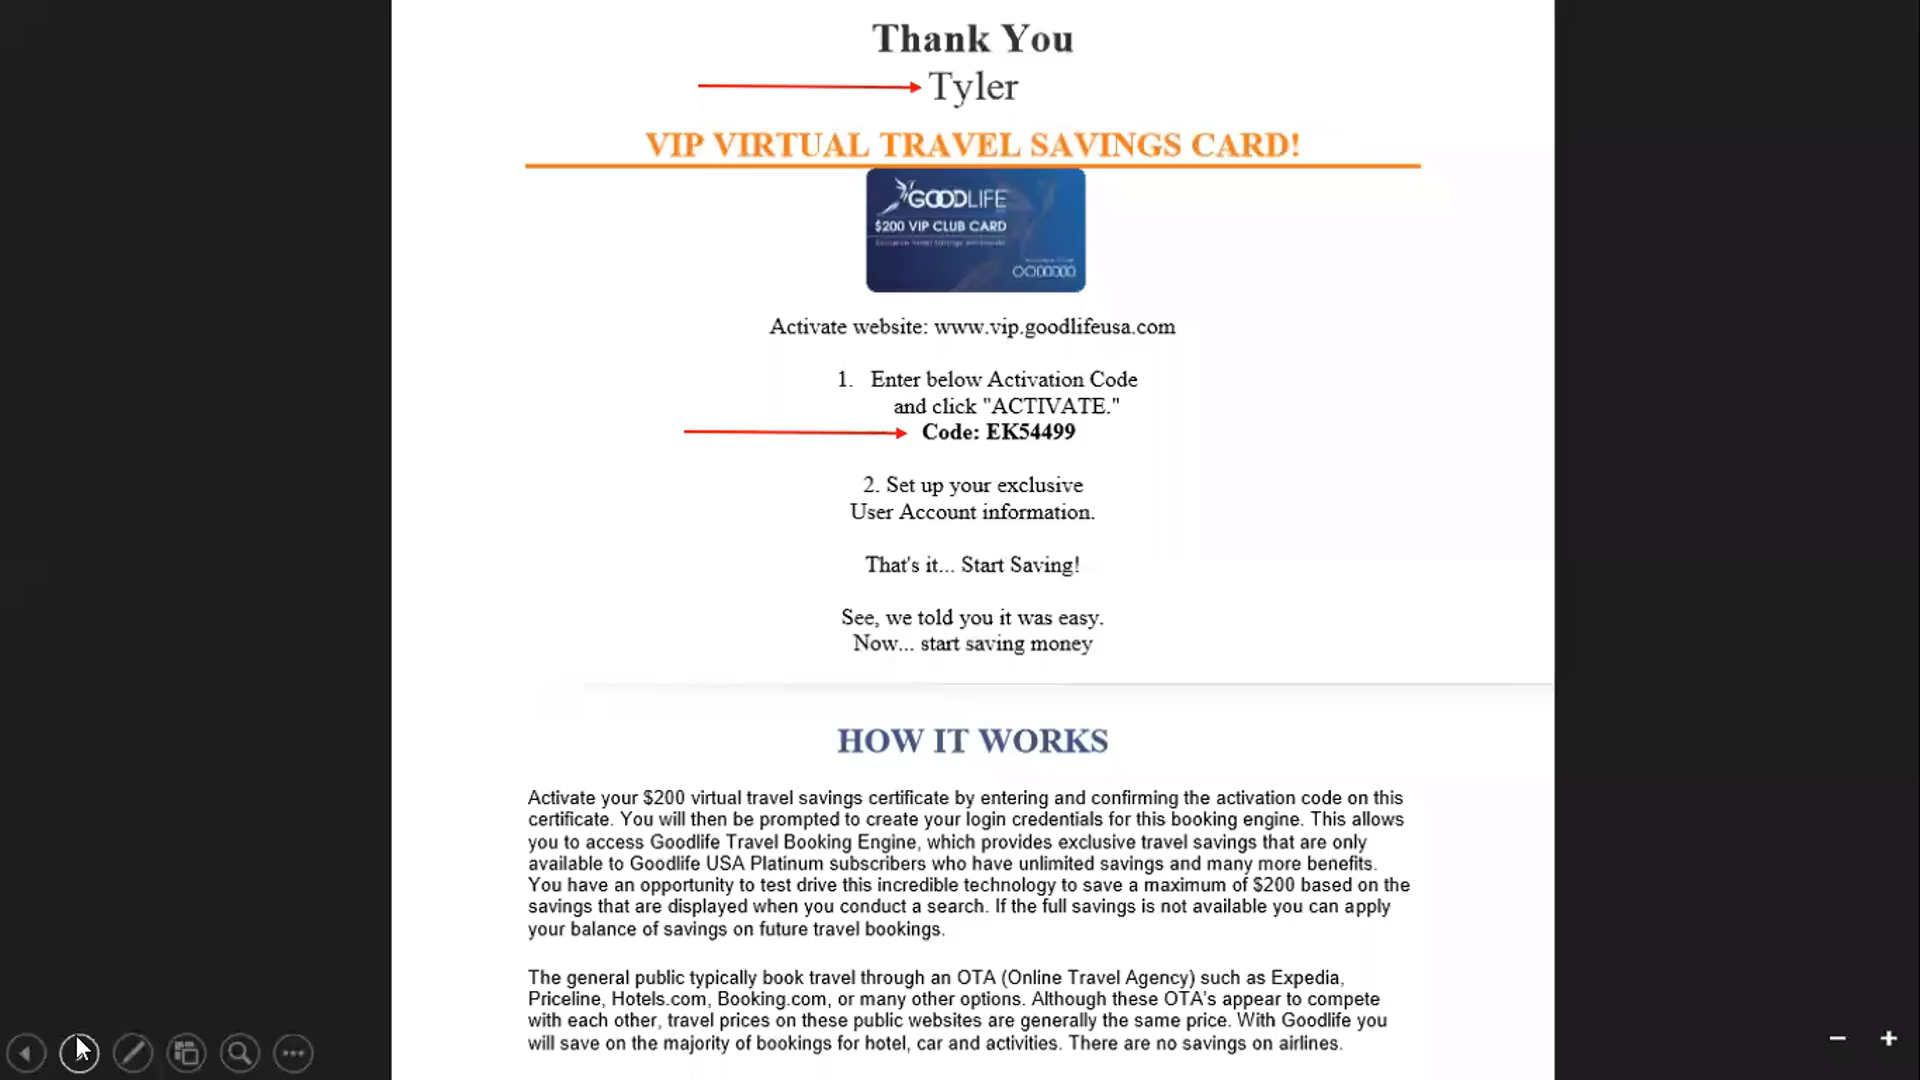 Thank You
Tyler
VIP VIRTUAL TRAVEL SAVINGS CARD!
GOODLIFE
$200 VIP CLUB CARD
Activate website: www.vip.goodlifeusa.com
1. Enter below Activation Code
and click "ACTIVATE."
Code: EK54499
2. Set up your exclusive
User Account information.
That's it... Start Saving!
See, we told you it was easy.
Now... start saving money
HOW IT WORKS
Activate your $200 virtual travel savings certificate by entering and confirming the activation code on this
certificate. You will then be prompted to create your login credentials for this booking engine. This allows
you to access Goodlife Travel Booking Engine, which provides exclusive travel savings that are only
available to Goodlife USA Platinum subscribers who have unlimited savings and many more benefits.
You have an opportunity to test drive this incredible technology to save a maximum of $200 based on the
savings that are displayed when you conduct a search. If the full savings is not available you can apply
your balance of savings on future travel bookings.
The general public typically book travel through an OTA (Online Travel Agency) such as Expedia,
Priceline, Hotels.com, Booking.com, or many other options. Although these OTA's appear to compete
with each other, travel prices on these public websites are generally the same price. With Goodlife you
will save on the majority of bookings for hotel, car and activities. There are no savings on airlines.